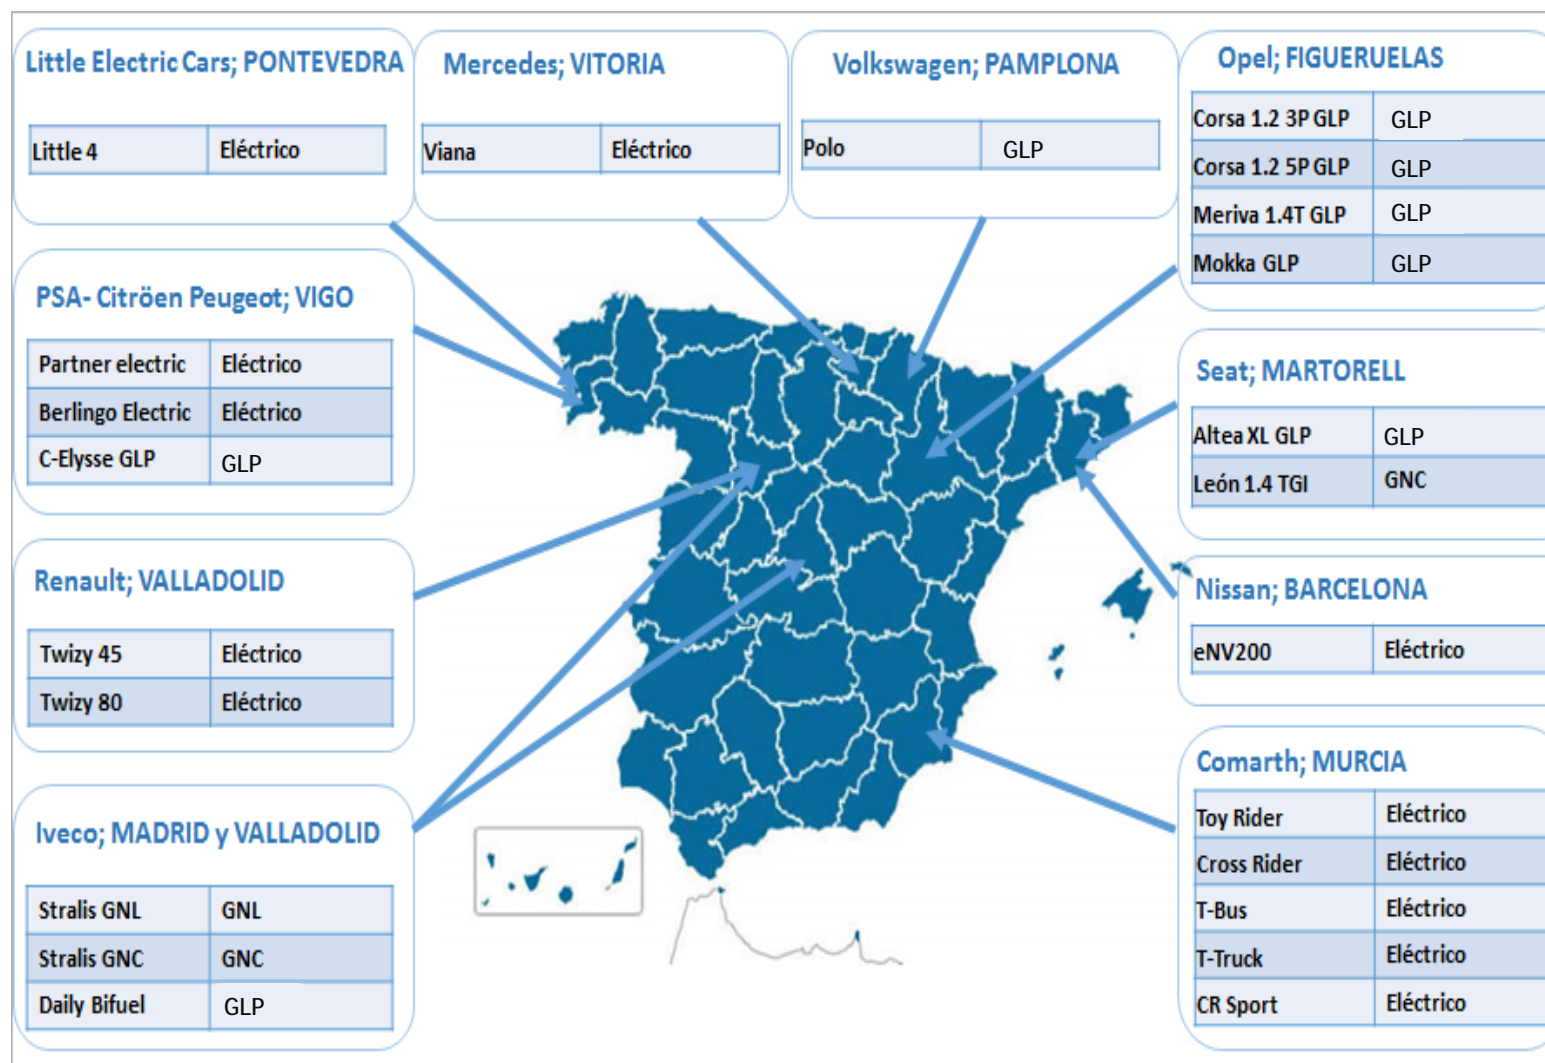 Little Electric Cars; PONTEVEDRA
Little 4 Eléctrico
Mercedes; VITORIA
Viana Eléctrico
Volkswagen; PAMPLONA
Polo GLP
Opel; FIGUERUELAS
Corsa 1.2 3P GLP GLP
Corsa 1.2 5P GLP GLP
Meriva 1.4T GLP GLP
Mokka GLP GLP
PSA- Citröen Peugeot; VIGO
Partner electric Eléctrico
Berlingo Electric Eléctrico
C-Elysse GLP GLP
Seat; MARTORELL
Altea XL GLP GLP
León 1.4 TGI GNC
Renault; VALLADOLID
Twizy 45 Eléctrico
Twizy 80 Eléctrico
Nissan; BARCELONA
eNV200 Eléctrico
Iveco; MADRID y VALLADOLID
Stralis GNL GNL
Stralis GNC GNC
Daily Bifuel GLP
Comarth; MURCIA
Toy Rider Eléctrico
Cross Rider Eléctrico
T-Bus Eléctrico
T-Truck Eléctrico
CR Sport Eléctrico